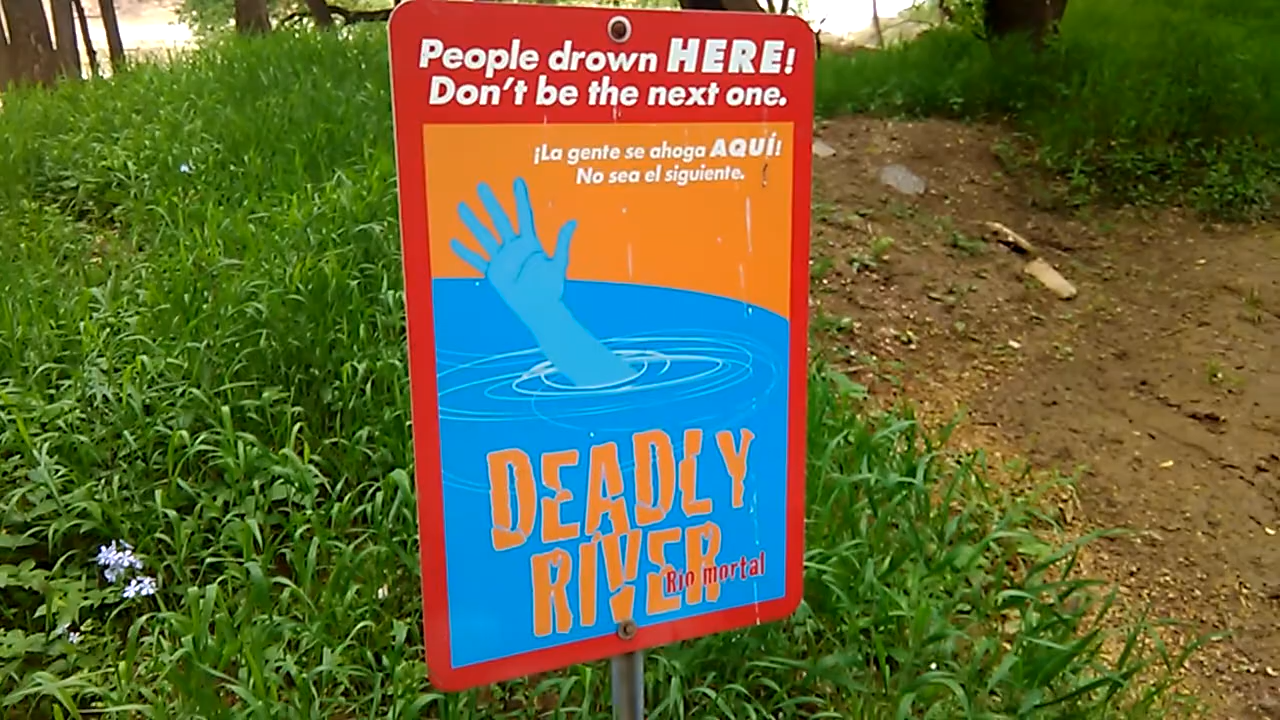 People drown HERE!
Don't be the next one.
¡La gente se ahoga AQUÍ!
No sea el siguiente.
DEADLY
RIVER
Río mortal